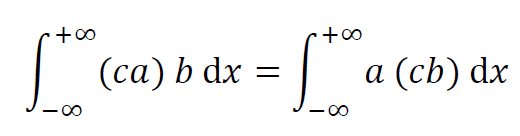 ∫_{−∞}^{+∞} (ca) b dx = ∫_{−∞}^{+∞} a (cb) dx